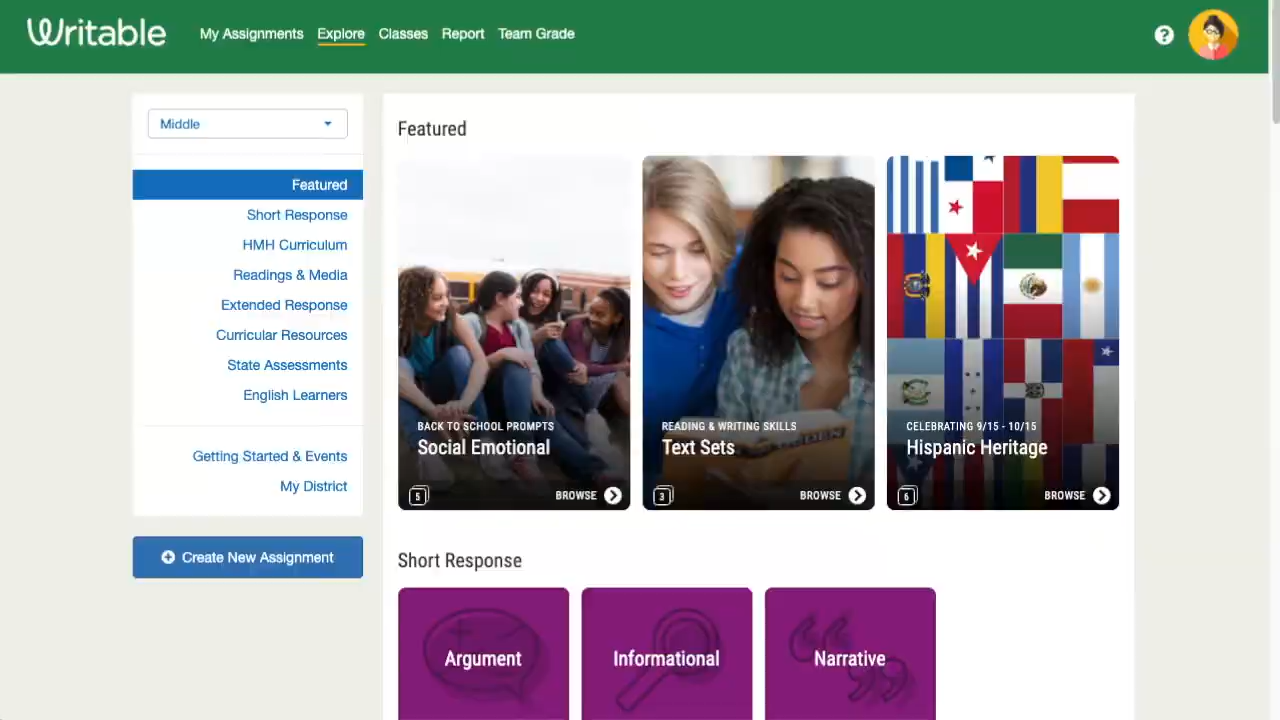 Writable
My Assignments Explore Classes Report Team Grade
?
Middle
Featured
Short Response
HMH Curriculum
Readings & Media
Extended Response
Curricular Resources
State Assessments
English Learners
Getting Started & Events
My District
Create New Assignment
Featured
BACK TO SCHOOL PROMPTS
Social Emotional
5 BROWSE
READING & WRITING SKILLS
Text Sets
3 BROWSE
CELEBRATING 9/15 - 10/15
Hispanic Heritage
6 BROWSE
Short Response
Argument
Informational
Narrative